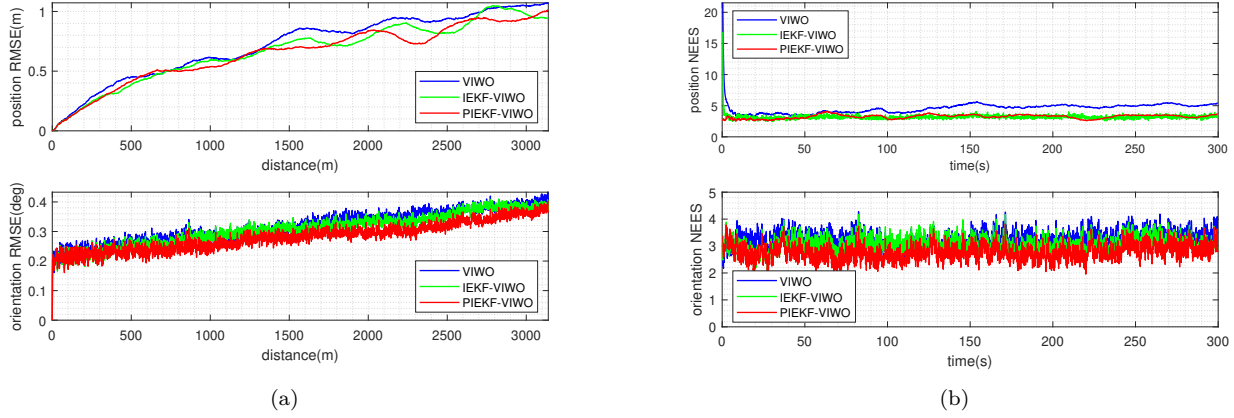 position RMSE(m)
1
0.5
0
0 500 1000 1500 2000 2500 3000
distance(m)
VIWO
IEKF-VIWO
PIEKF-VIWO
orientation RMSE(deg)
0.4
0.3
0.2
0.1
0
0 500 1000 1500 2000 2500 3000
distance(m)
VIWO
IEKF-VIWO
PIEKF-VIWO
(a)
position NEES
20
15
10
5
0
0 50 100 150 200 250 300
time(s)
VIWO
IEKF-VIWO
PIEKF-VIWO
orientation NEES
5
4
3
2
1
0
0 50 100 150 200 250 300
time(s)
VIWO
IEKF-VIWO
PIEKF-VIWO
(b)